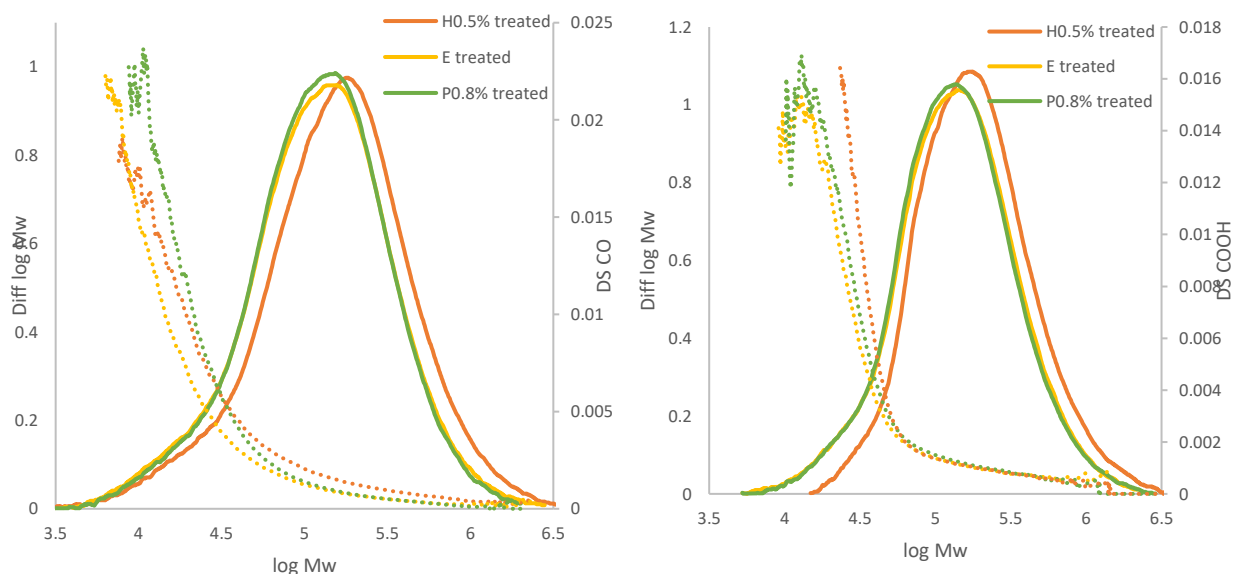 H0.5% treated
E treated
P0.8% treated
Diff log Mw
1
0.8
0.6
0.4
0.2
0
0.025
0.02
0.015
0.01
0.005
0
DS CO
3.5 4 4.5 5 5.5 6 6.5
log Mw
H0.5% treated
E treated
P0.8% treated
Diff log Mw
1.2
1
0.8
0.6
0.4
0.2
0
0.018
0.016
0.014
0.012
0.01
0.008
0.006
0.004
0.002
0
DS COOH
3.5 4 4.5 5 5.5 6 6.5
log Mw